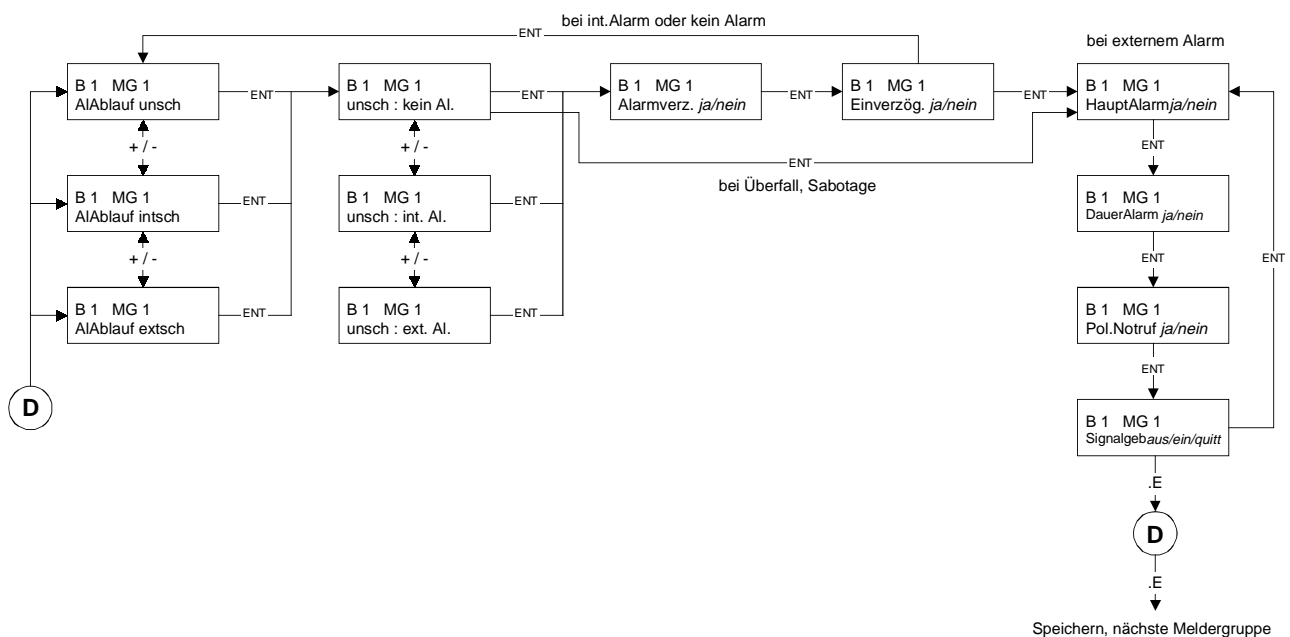 bei int.Alarm oder kein Alarm
ENT
bei externem Alarm
B 1 MG 1
AlAblauf unsch
ENT
B 1 MG 1
unsch : kein Al.
ENT
B 1 MG 1
Alarmverz. ja/nein
ENT
B 1 MG 1
Einverzög. ja/nein
ENT
B 1 MG 1
HauptAlarmja/nein
+ / -
+ / -
ENT
bei Überfall, Sabotage
ENT
B 1 MG 1
AlAblauf intsch
ENT
B 1 MG 1
unsch : int. Al.
ENT
B 1 MG 1
DauerAlarm ja/nein
+ / -
+ / -
ENT
ENT
B 1 MG 1
AlAblauf extsch
ENT
B 1 MG 1
unsch : ext. Al.
ENT
B 1 MG 1
Pol.Notruf ja/nein
ENT
D
B 1 MG 1
Signalgebaus/ein/quitt
.E
D
.E
Speichern, nächste Meldergruppe